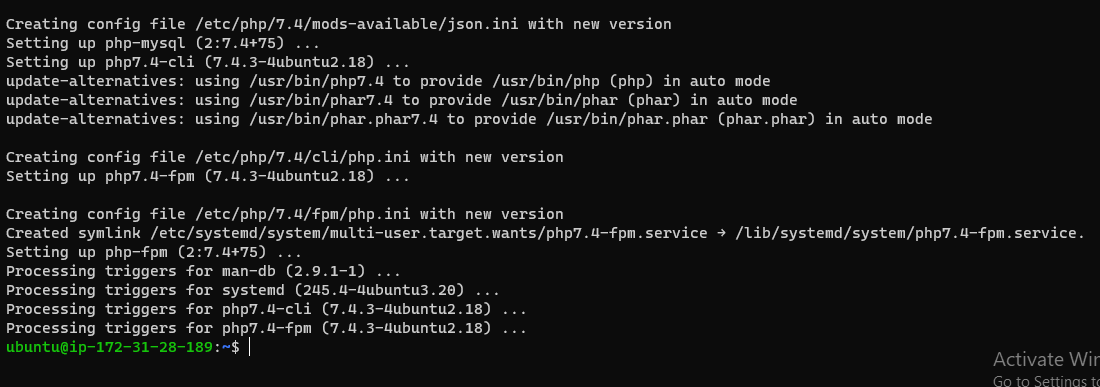 Creating config file /etc/php/7.4/mods-available/json.ini with new version
Setting up php-mysql (2:7.4+75) ...
Setting up php7.4-cli (7.4.3-4ubuntu2.18) ...
update-alternatives: using /usr/bin/php7.4 to provide /usr/bin/php (php) in auto mode
update-alternatives: using /usr/bin/phar7.4 to provide /usr/bin/phar (phar) in auto mode
update-alternatives: using /usr/bin/phar.phar7.4 to provide /usr/bin/phar.phar (phar.phar) in auto mode
Creating config file /etc/php/7.4/cli/php.ini with new version
Setting up php7.4-fpm (7.4.3-4ubuntu2.18) ...
Creating config file /etc/php/7.4/fpm/php.ini with new version
Created symlink /etc/systemd/system/multi-user.target.wants/php7.4-fpm.service → /lib/systemd/system/php7.4-fpm.service.
Setting up php-fpm (2:7.4+75) ...
Processing triggers for man-db (2.9.1-1) ...
Processing triggers for systemd (245.4-4ubuntu3.20) ...
Processing triggers for php7.4-cli (7.4.3-4ubuntu2.18) ...
Processing triggers for php7.4-fpm (7.4.3-4ubuntu2.18) ...
ubuntu@ip-172-31-28-189:~$
Activate Win
Go to Settings to